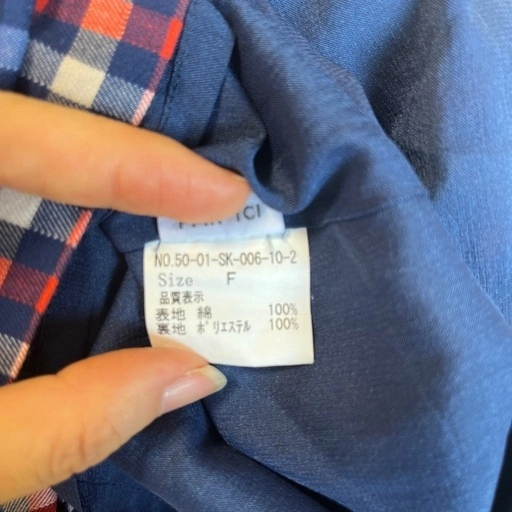 NO.50-01-SK-006-10-2
Size F
品質表示
表地 綿 100%
裏地 ポリエステル 100%